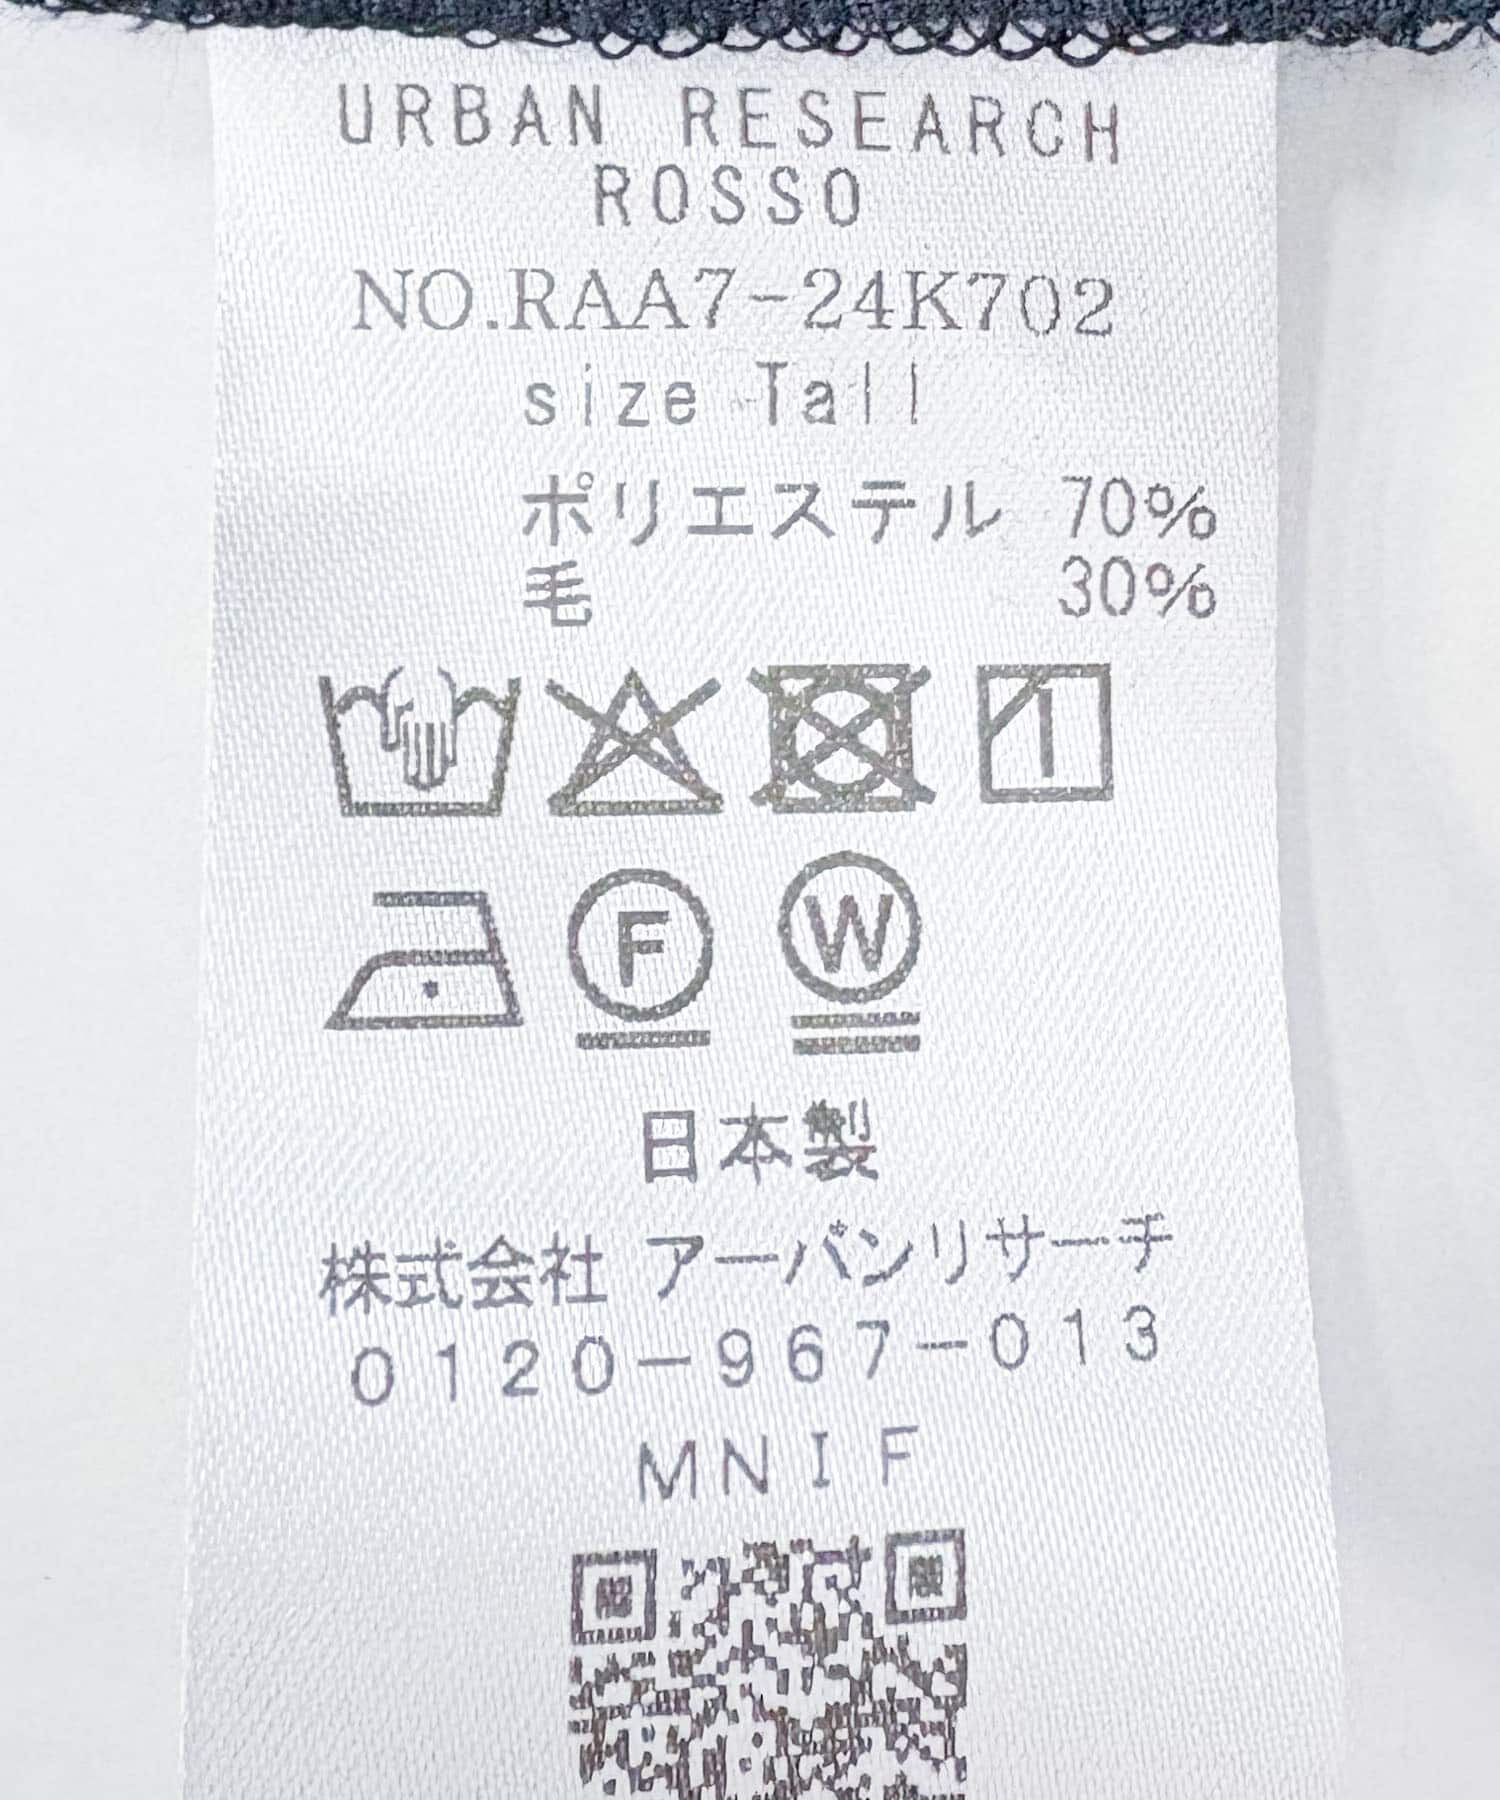 URBAN RESEARCH
ROSSO
NO.RAA7-24K702
size Tall
ポリエステル 70%
毛 30%
F W
日本製
株式会社 アーバンリサーチ
0120-967-013
MNIF